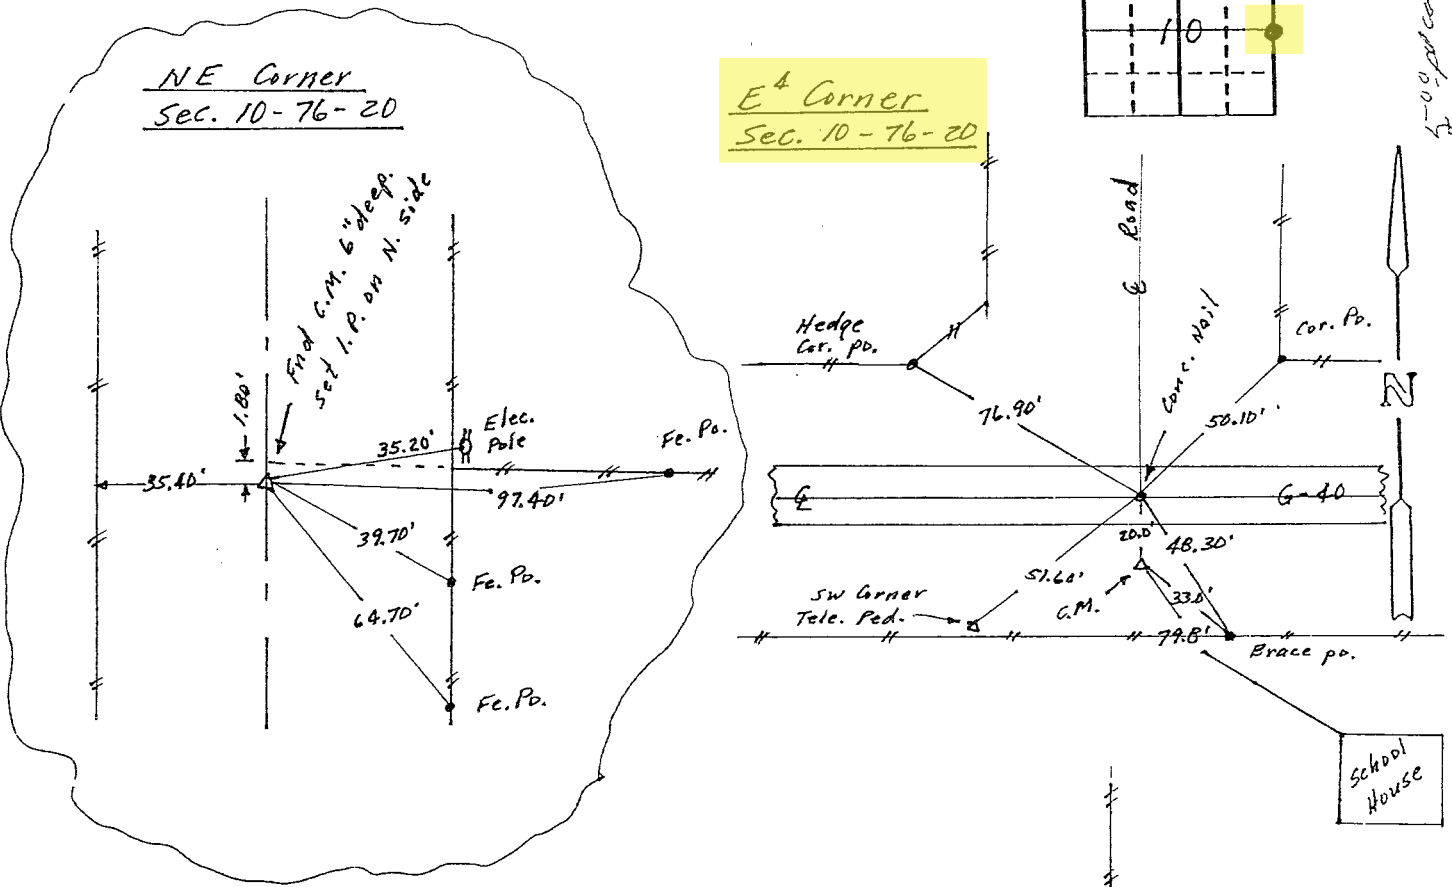 NE Corner
Sec. 10-76-20
Fnd C.M. 6" deep.
Set I.P. on N. side
1.80'
35.40'
35.20'
Elec.
Pole
Fe. Po.
97.40'
39.70'
Fe. Po.
64.70'
Fe. Po.
10
E⁴ Corner
Sec. 10-76-20
℄ Road
Hedge
Cor. Po.
Conc. Nail
Cor. Po.
76.90'
50.10'
N
℄
G-40
20.0'
48.30'
51.60'
SW Corner
Tele. Ped.
C.M.
33.0'
79.8'
Brace po.
School
House